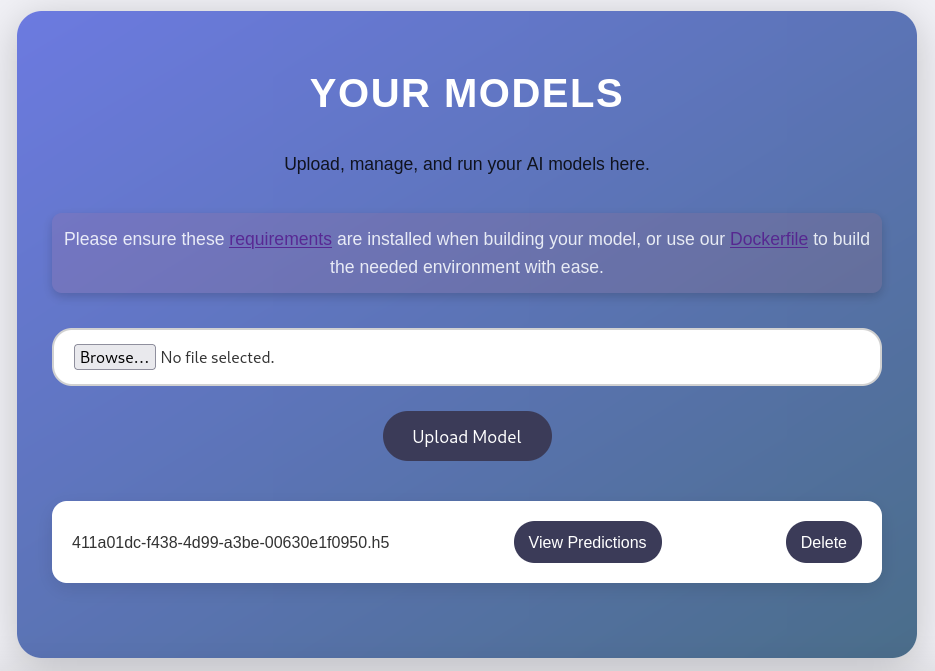 YOUR MODELS
Upload, manage, and run your AI models here.
Please ensure these requirements are installed when building your model, or use our Dockerfile to build
the needed environment with ease.
Browse... No file selected.
Upload Model
411a01dc-f438-4d99-a3be-00630e1f0950.h5 View Predictions Delete